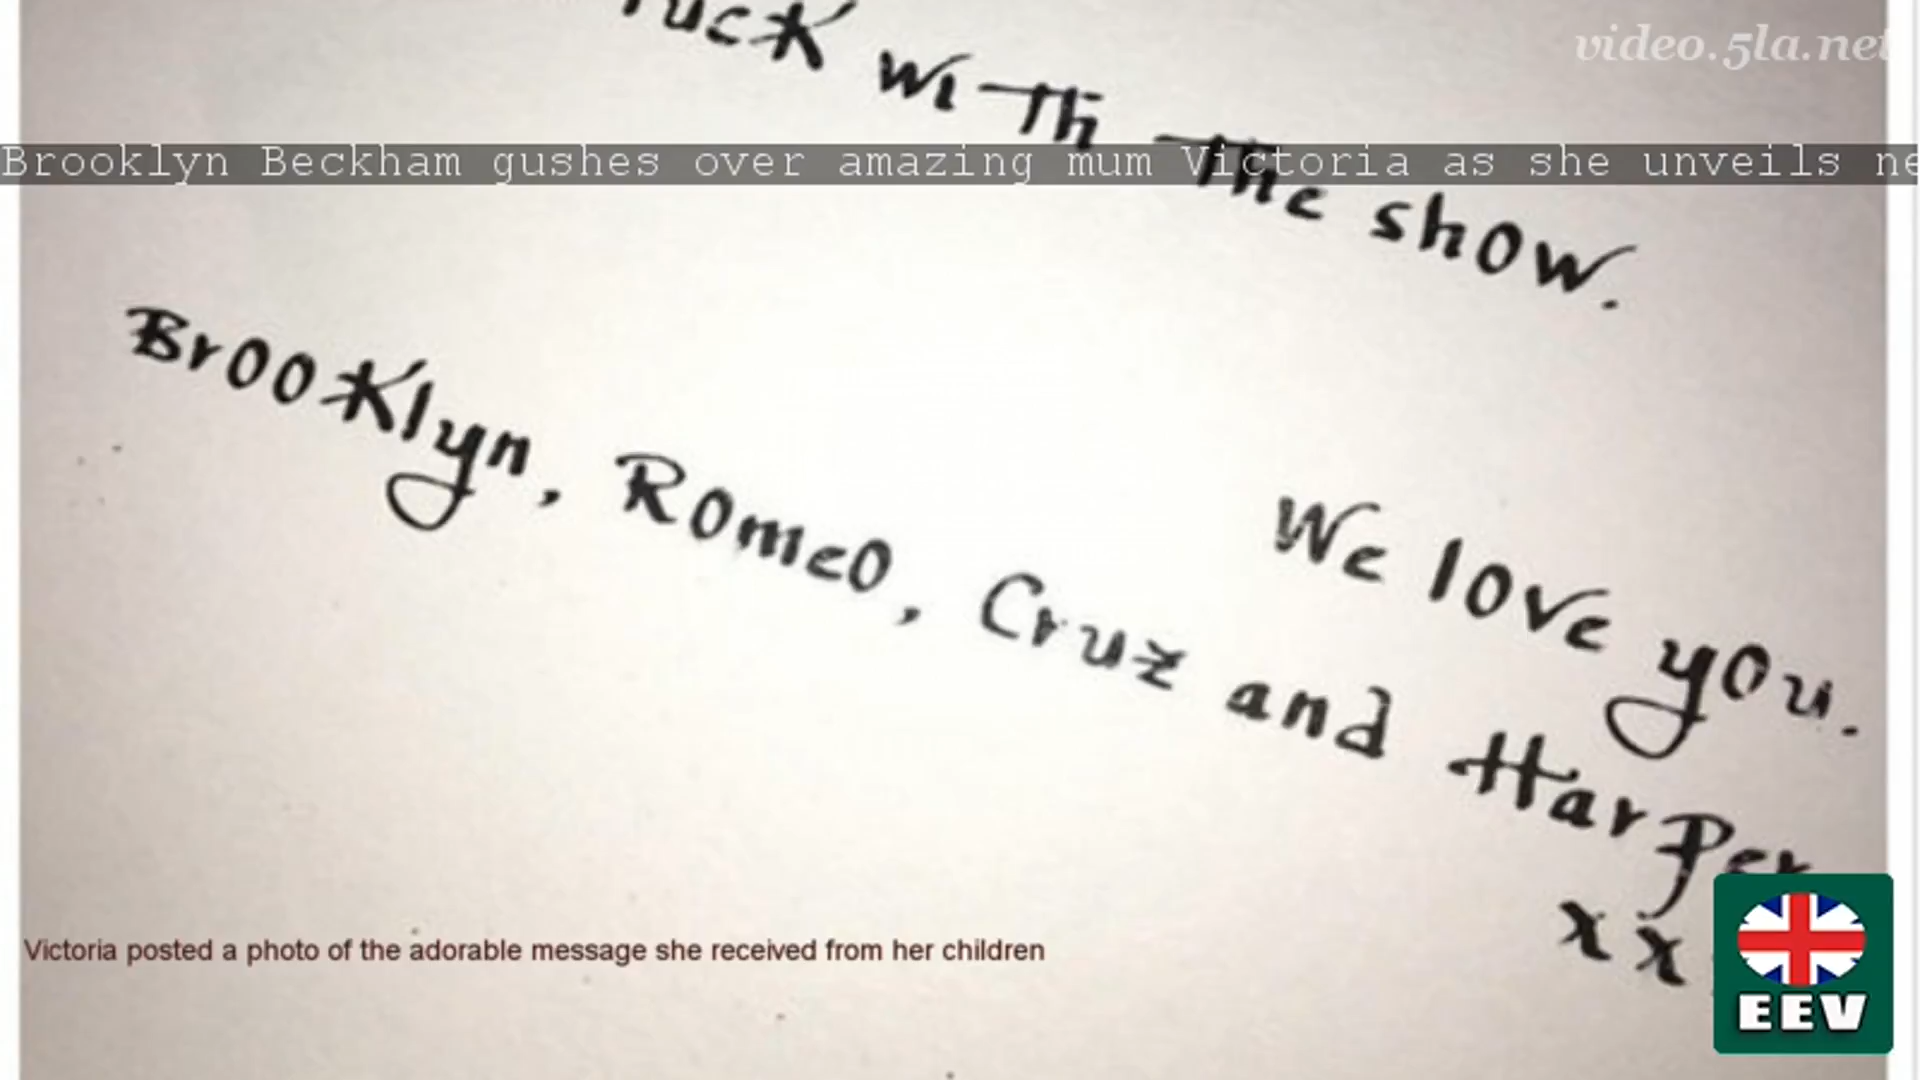 video.5la.net
with the show.
Brooklyn Beckham gushes over amazing mum Victoria as she unveils
We love you.
Brooklyn, Romeo, Cruz and Harper
xx
Victoria posted a photo of the adorable message she received from her children
EEV